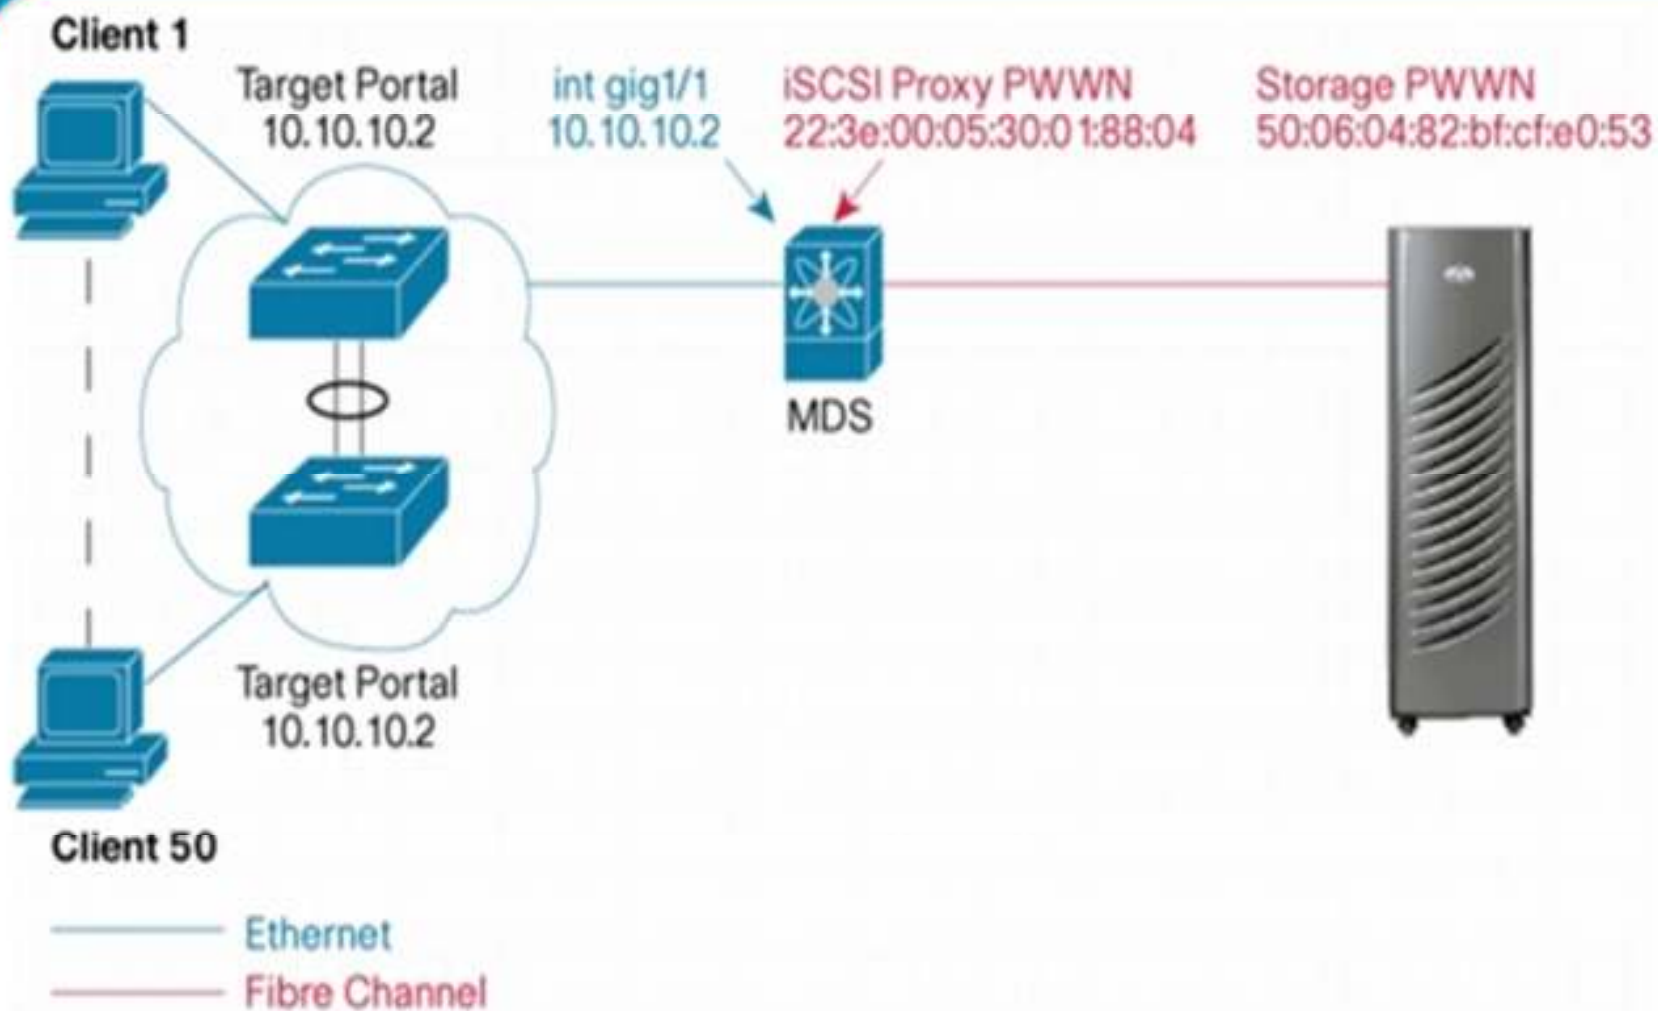 Client 1
Target Portal
10.10.10.2
int gig1/1
10.10.10.2
iSCSI Proxy PWWN
22:3e:00:05:30:01:88:04
Storage PWWN
50:06:04:82:bf:cf:e0:53
MDS
Target Portal
10.10.10.2
Client 50
Ethernet
Fibre Channel